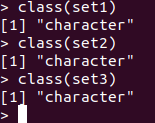 > class(set1)
[1] "character"
> class(set2)
[1] "character"
> class(set3)
[1] "character"
>